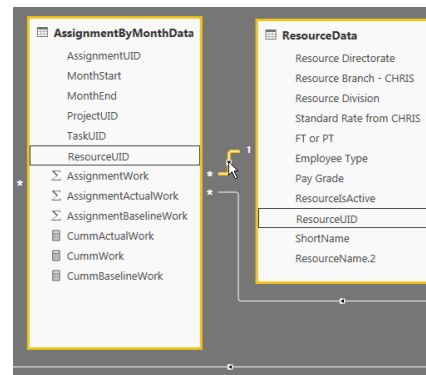 AssignmentByMonthData
AssignmentUID
MonthStart
MonthEnd
ProjectUID
TaskUID
ResourceUID
Σ AssignmentWork
Σ AssignmentActualWork
Σ AssignmentBaselineWork
CummActualWork
CummWork
CummBaselineWork
*
*
*
1
ResourceData
Resource Directorate
Resource Branch - CHRIS
Resource Division
Standard Rate from CHRIS
FT or PT
Employee Type
Pay Grade
ResourceIsActive
ResourceUID
ShortName
ResourceName.2